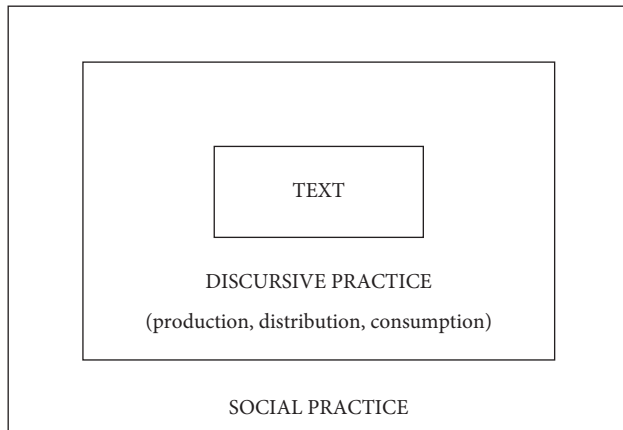 TEXT
DISCURSIVE PRACTICE
(production, distribution, consumption)
SOCIAL PRACTICE